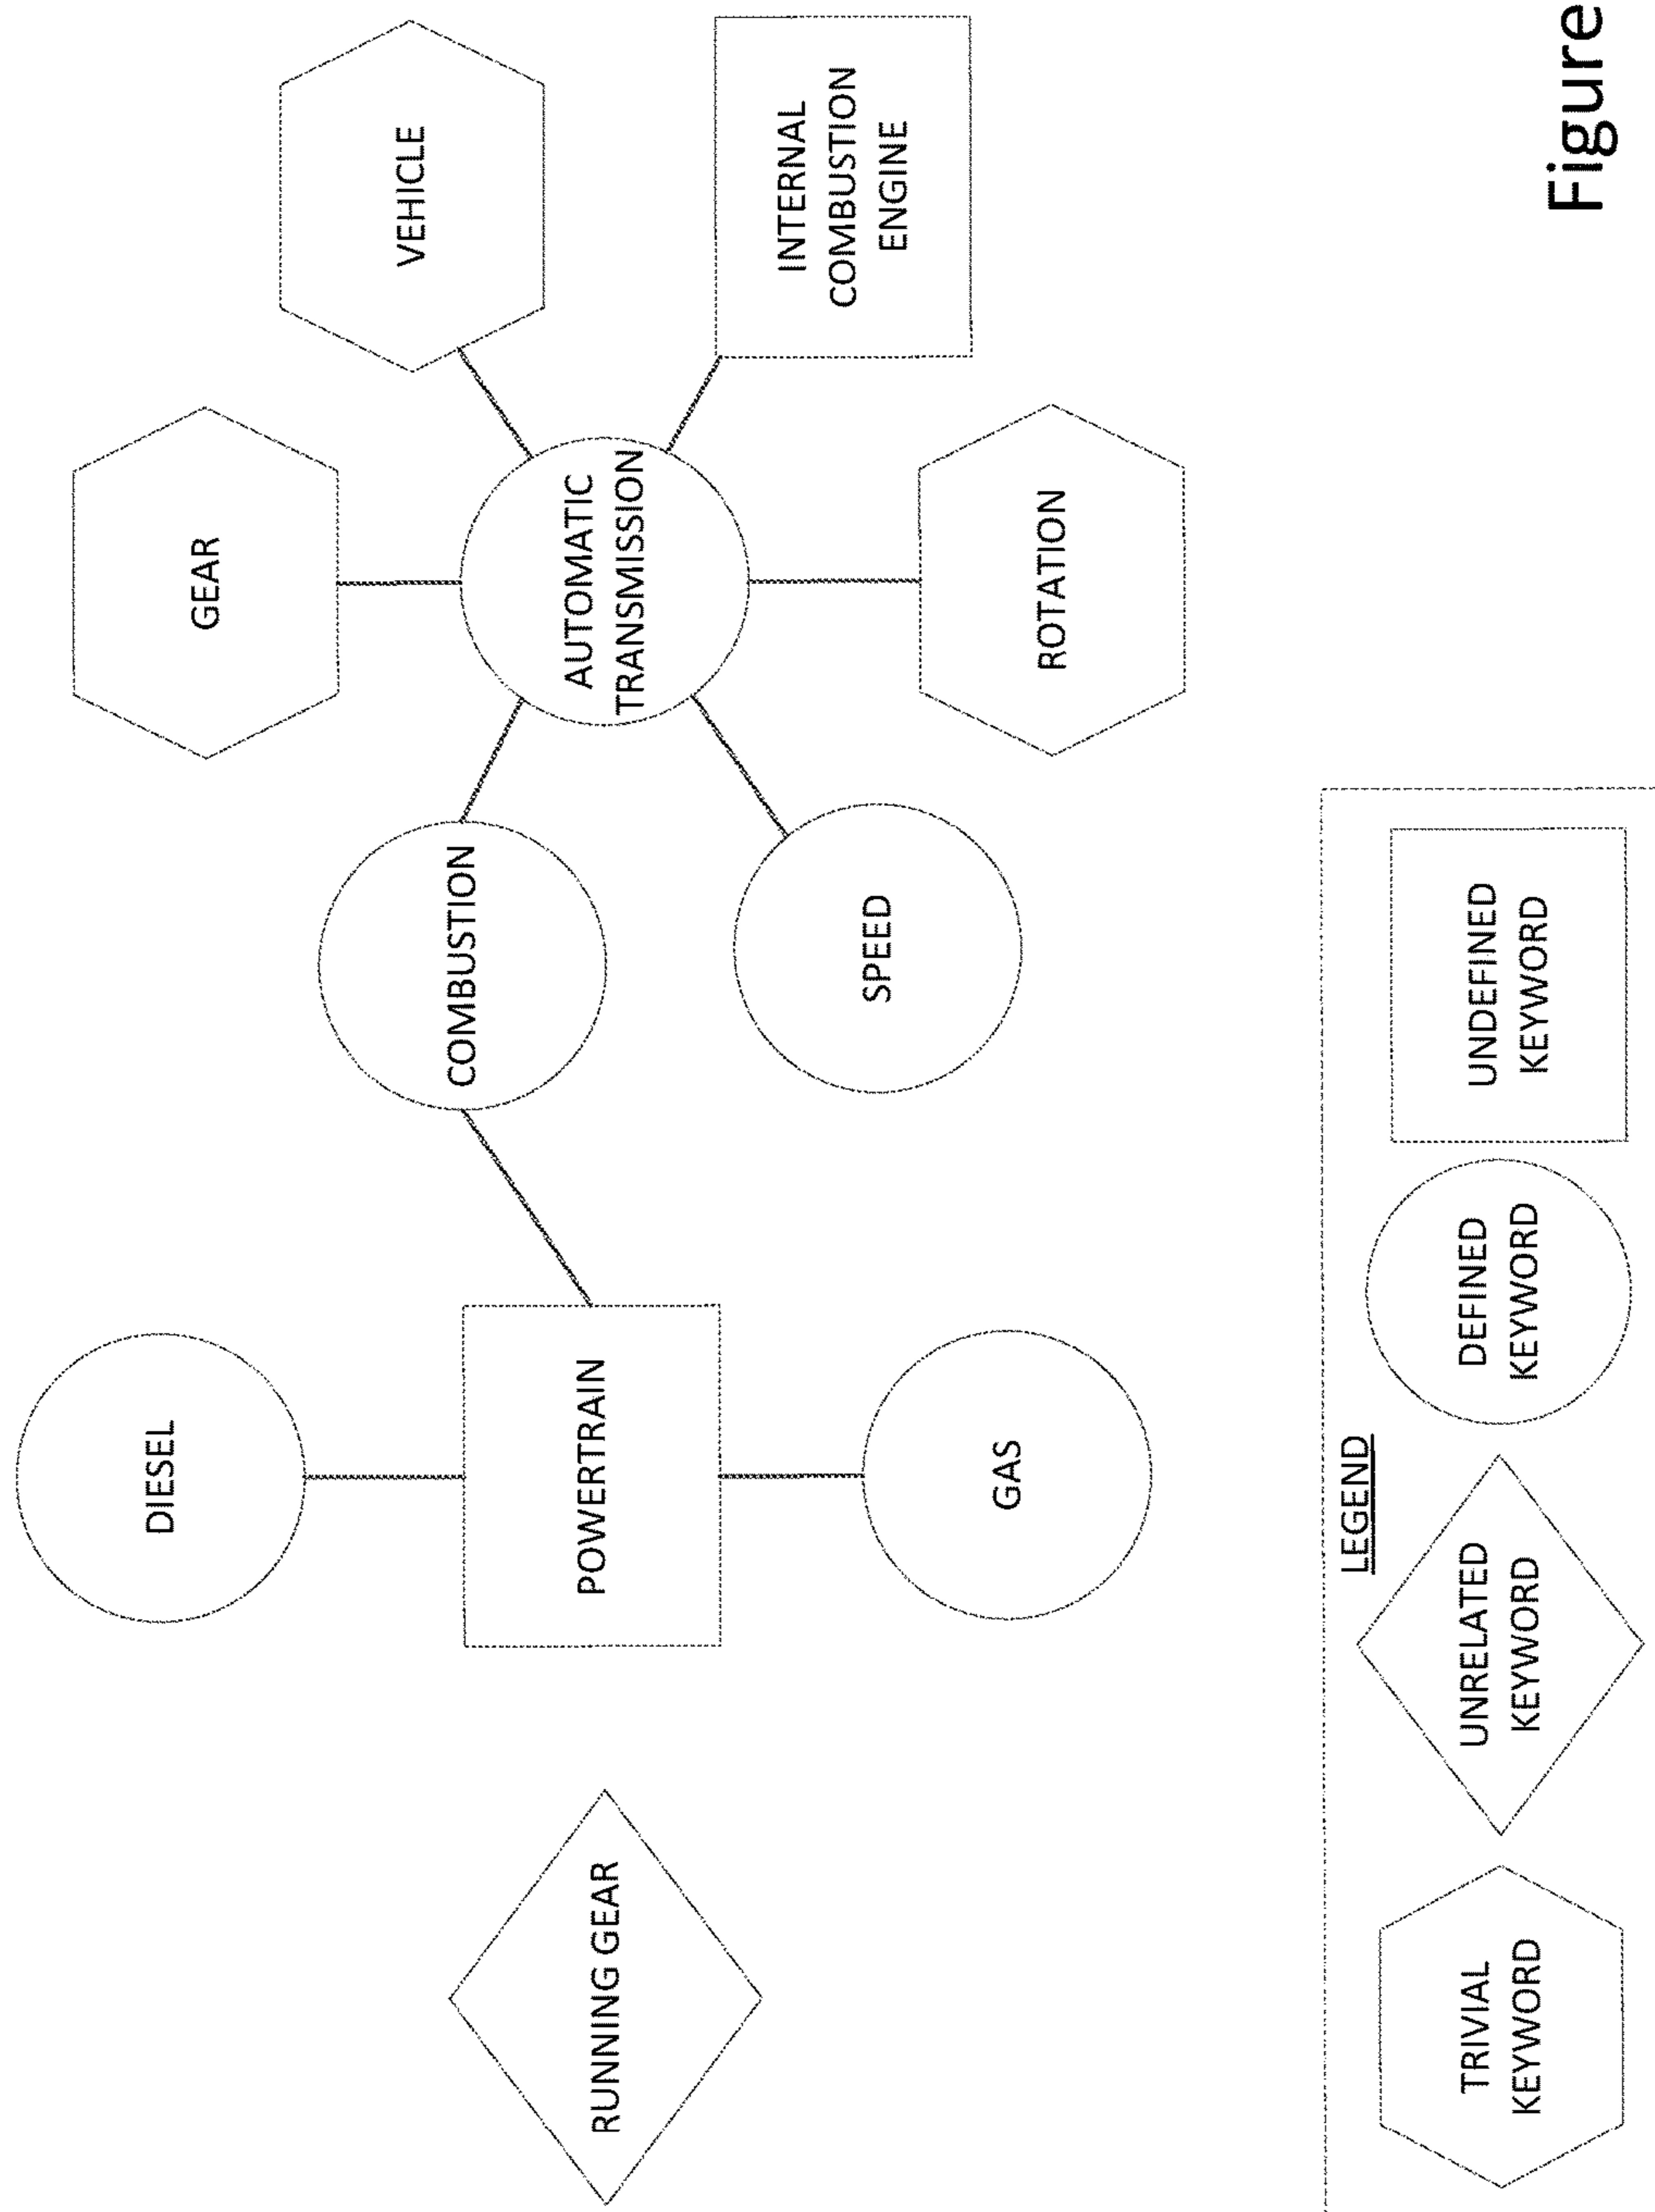 DIESEL
GEAR
VEHICLE
COMBUSTION
RUNNING GEAR
POWERTRAIN
AUTOMATIC
TRANSMISSION
INTERNAL
COMBUSTION
ENGINE
SPEED
GAS
ROTATION
LEGEND
TRIVIAL
KEYWORD
UNRELATED
KEYWORD
DEFINED
KEYWORD
UNDEFINED
KEYWORD
Figure